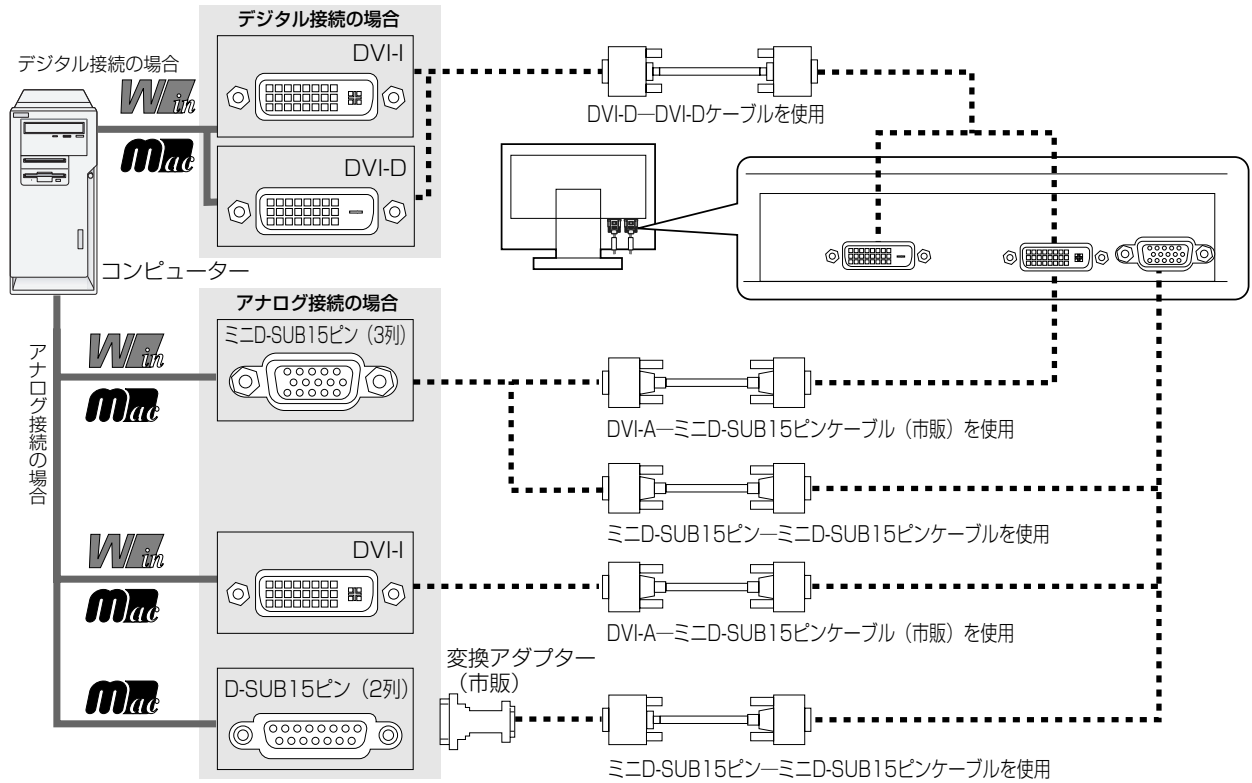 デジタル接続の場合
デジタル接続の場合
Win
Mac
DVI-I
DVI-D
DVI-D―DVI-Dケーブルを使用
コンピューター
アナログ接続の場合
アナログ接続の場合
Win
Mac
ミニD-SUB15ピン（3列）
DVI-A―ミニD-SUB15ピンケーブル（市販）を使用
ミニD-SUB15ピン―ミニD-SUB15ピンケーブルを使用
Win
Mac
DVI-I
DVI-A―ミニD-SUB15ピンケーブル（市販）を使用
Mac
D-SUB15ピン（2列）
変換アダプター
（市販）
ミニD-SUB15ピン―ミニD-SUB15ピンケーブルを使用